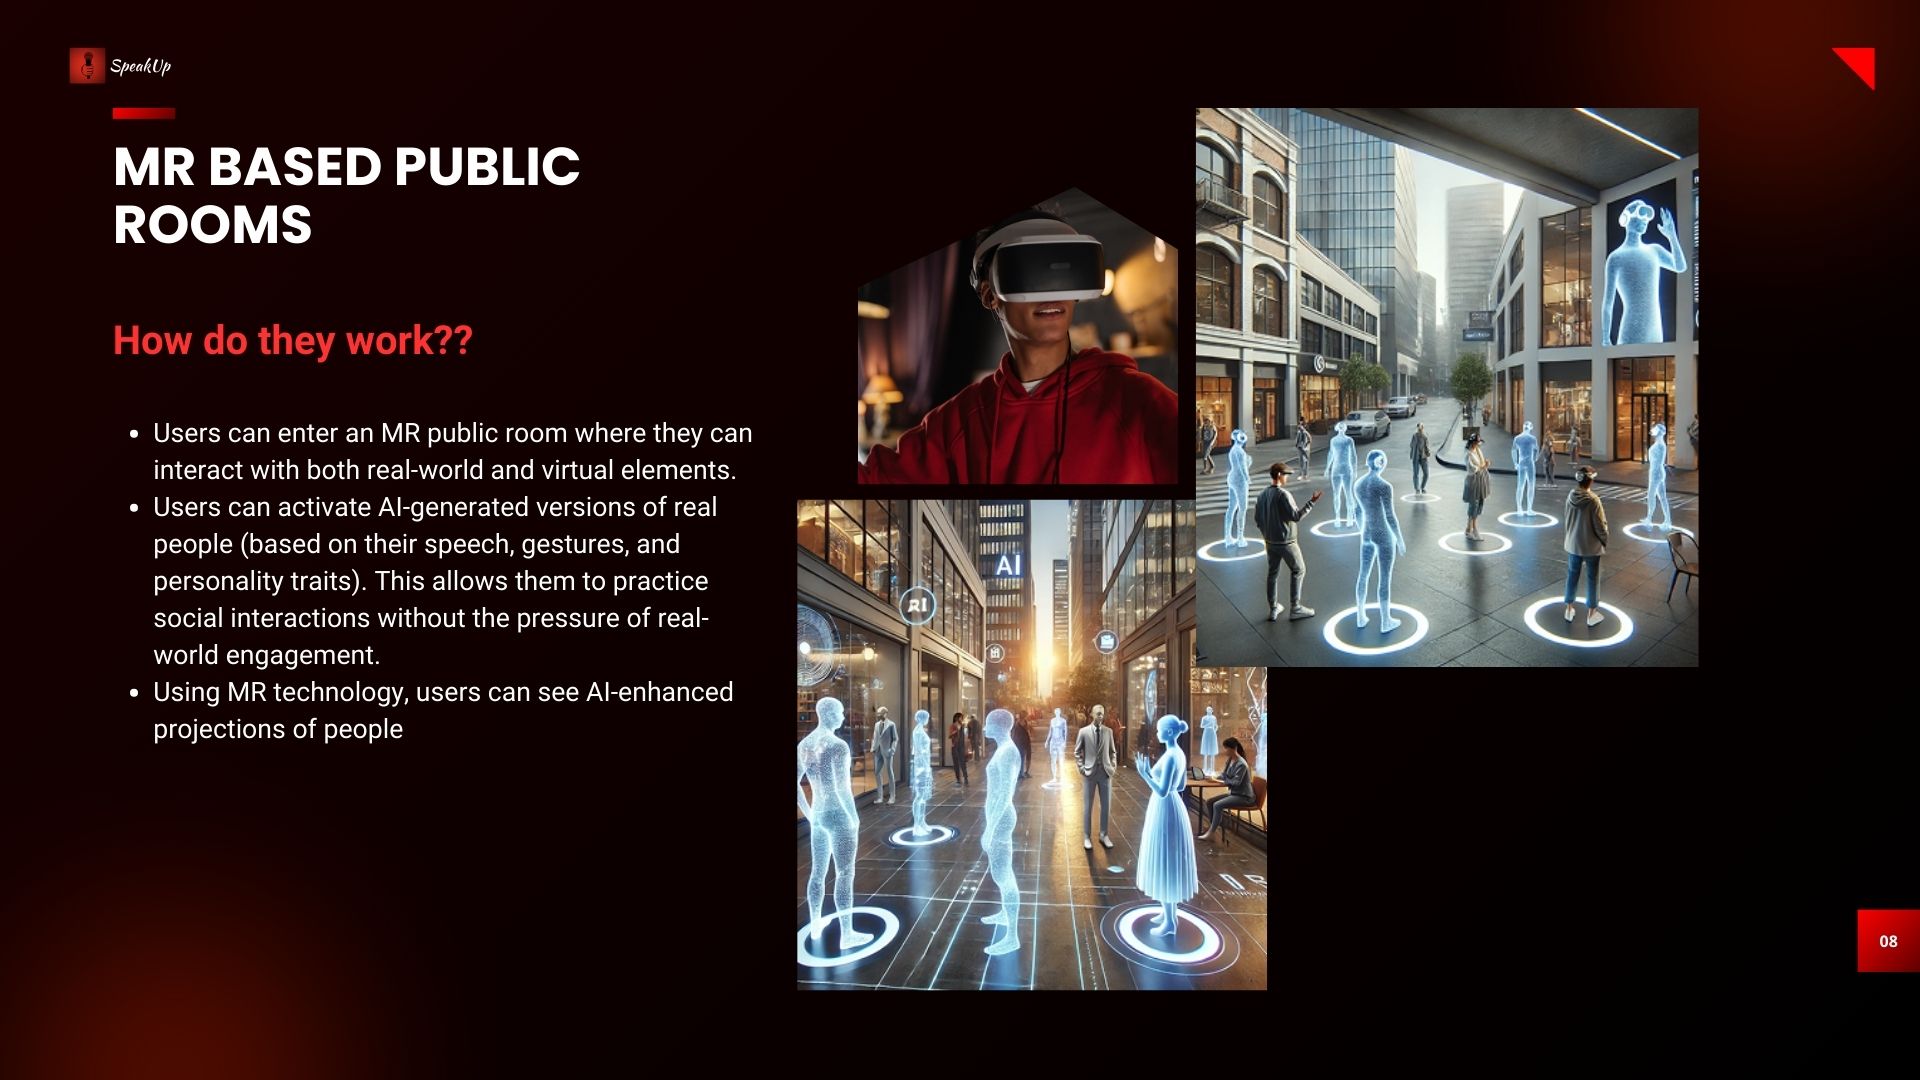 SpeakUp
MR BASED PUBLIC
ROOMS
How do they work??
• Users can enter an MR public room where they can
interact with both real-world and virtual elements.
• Users can activate AI-generated versions of real
people (based on their speech, gestures, and
personality traits). This allows them to practice
social interactions without the pressure of real-
world engagement.
• Using MR technology, users can see AI-enhanced
projections of people
AI
08